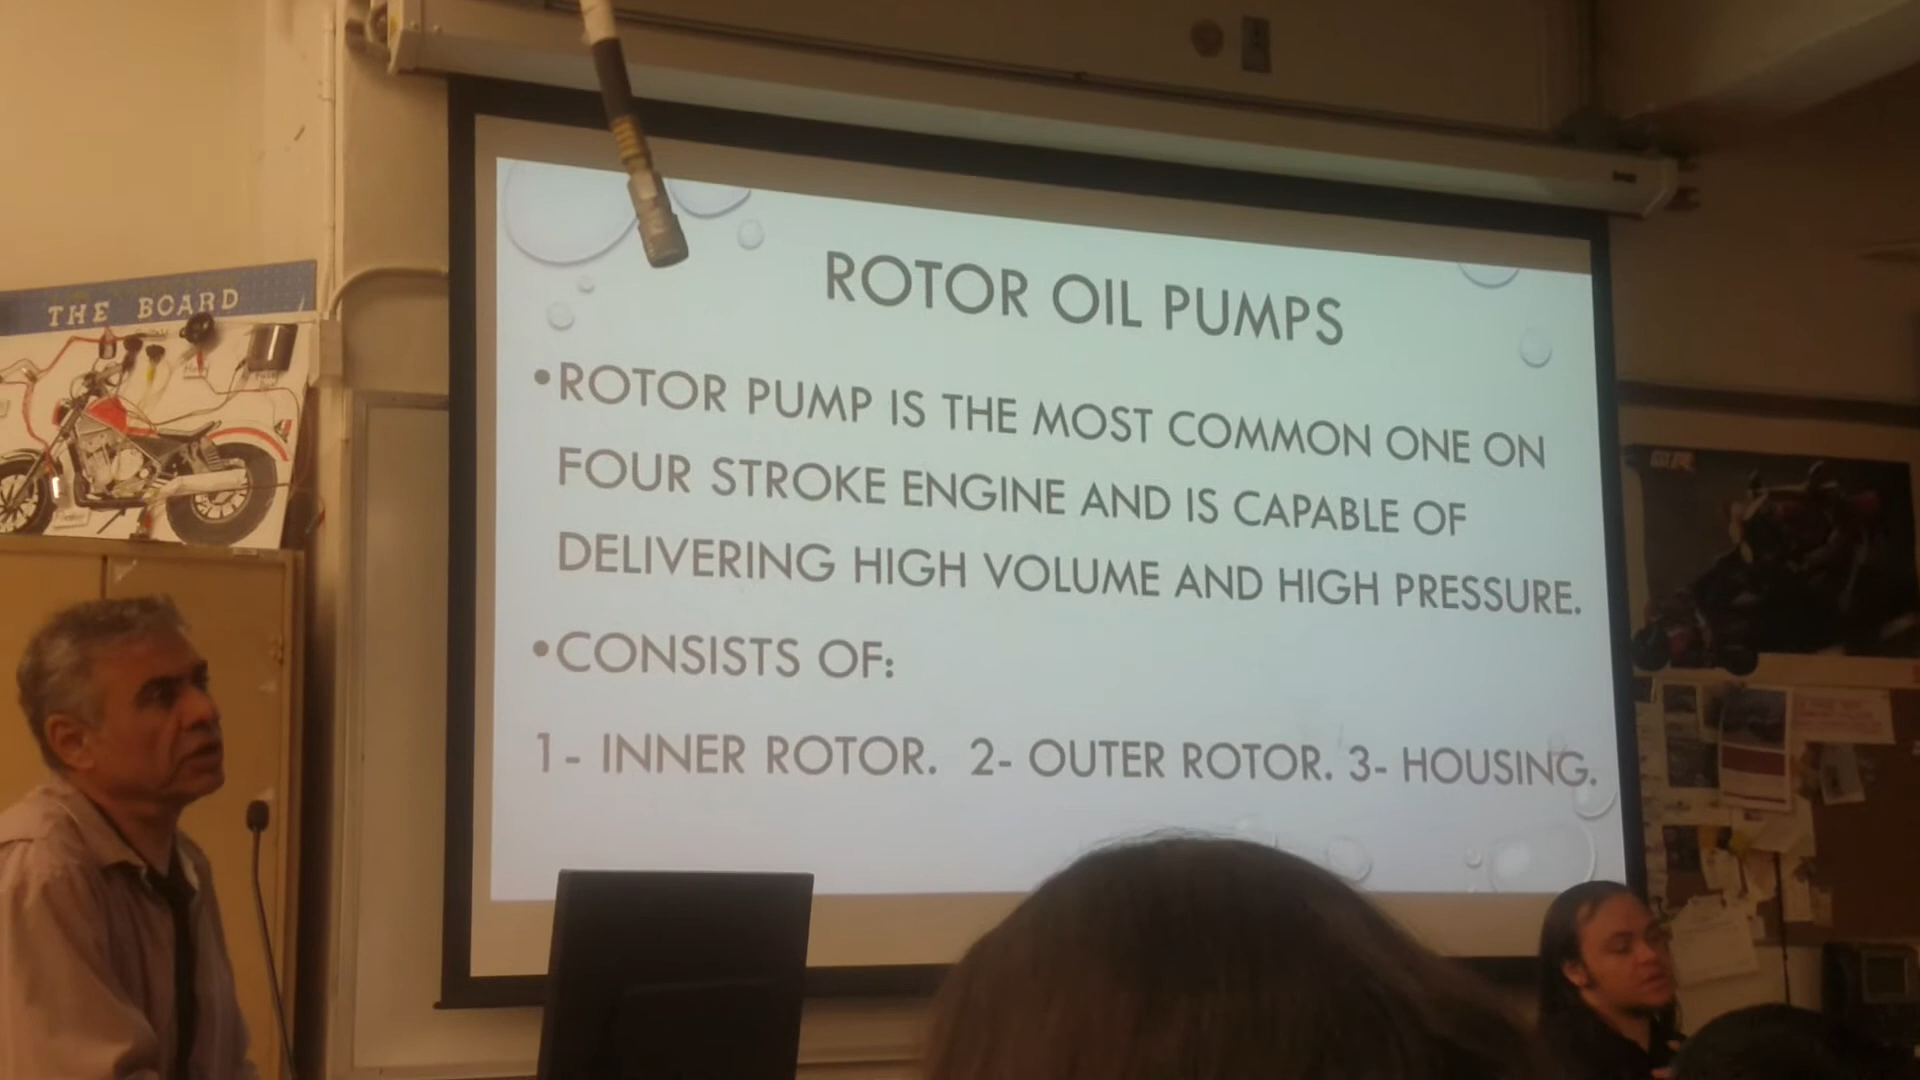 THE BOARD
ROTOR OIL PUMPS
•ROTOR PUMP IS THE MOST COMMON ONE ON
FOUR STROKE ENGINE AND IS CAPABLE OF
DELIVERING HIGH VOLUME AND HIGH PRESSURE.
•CONSISTS OF:
1- INNER ROTOR. 2- OUTER ROTOR. 3- HOUSING.